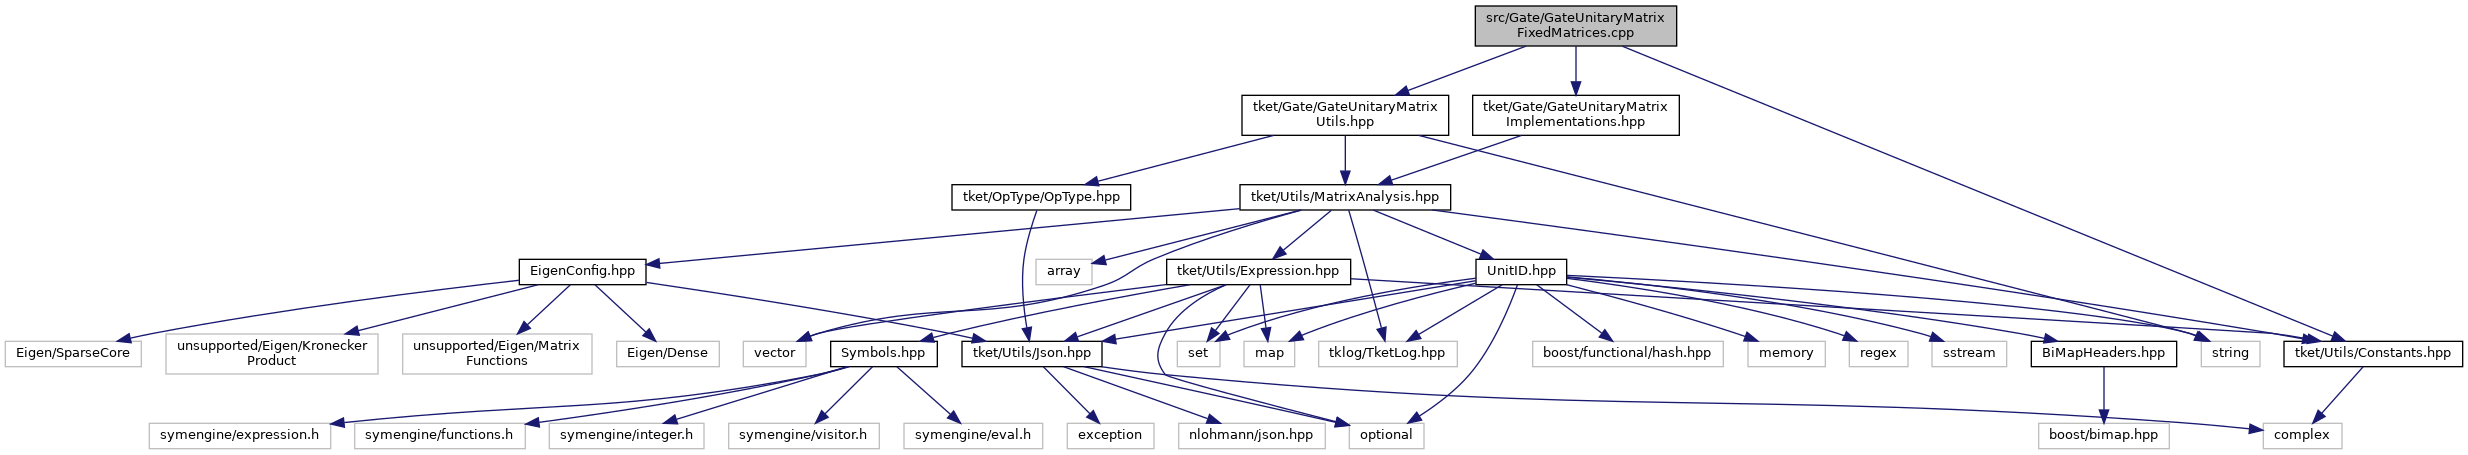 src/Gate/GateUnitaryMatrix
FixedMatrices.cpp
tket/Gate/GateUnitaryMatrix
Utils.hpp
tket/Gate/GateUnitaryMatrix
Implementations.hpp
tket/OpType/OpType.hpp
tket/Utils/MatrixAnalysis.hpp
EigenConfig.hpp
array
tket/Utils/Expression.hpp
UnitID.hpp
Eigen/SparseCore
unsupported/Eigen/Kronecker
Product
unsupported/Eigen/Matrix
Functions
Eigen/Dense
vector
Symbols.hpp
tket/Utils/Json.hpp
set
map
tklog/TketLog.hpp
boost/functional/hash.hpp
memory
regex
sstream
BiMapHeaders.hpp
string
tket/Utils/Constants.hpp
symengine/expression.h
symengine/functions.h
symengine/integer.h
symengine/visitor.h
symengine/eval.h
exception
nlohmann/json.hpp
optional
boost/bimap.hpp
complex